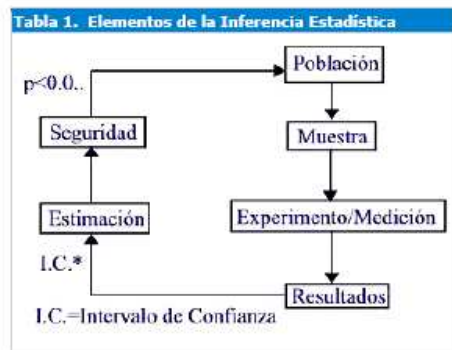 Tabla 1. Elementos de la Inferencia Estadística
Población
p<0.0..
Seguridad
Muestra
Estimación
Experimento/Medición
I.C.*
Resultados
I.C.=Intervalo de Confianza